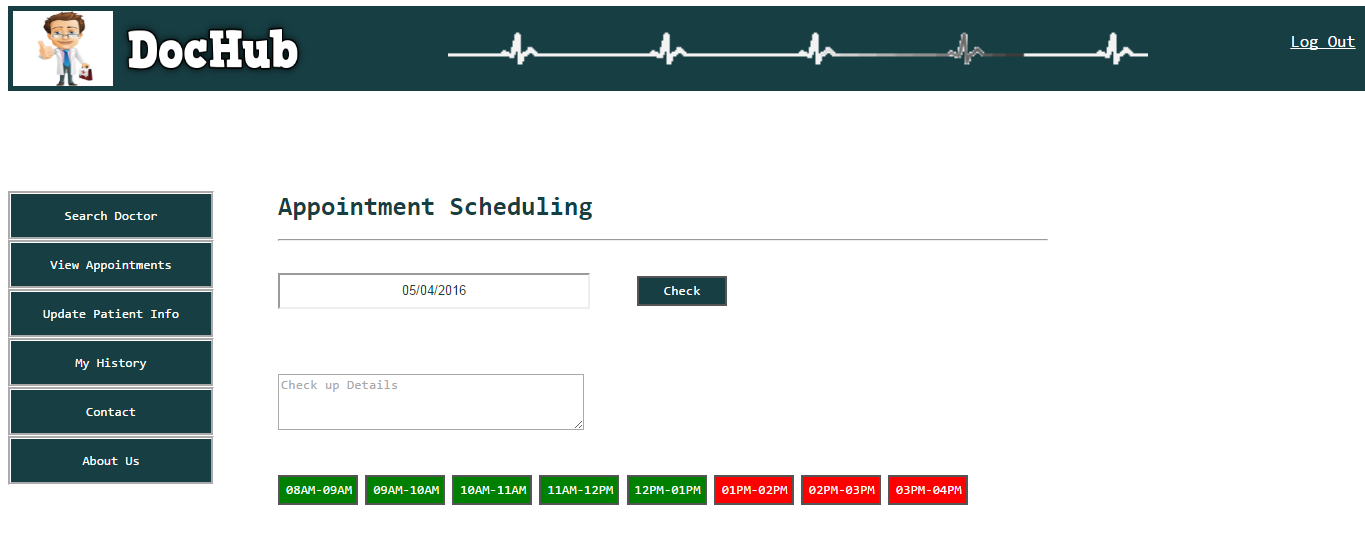 DocHub
Log Out
Search Doctor
View Appointments
Update Patient Info
My History
Contact
About Us
Appointment Scheduling
05/04/2016 Check
Check up Details
08AM-09AM 09AM-10AM 10AM-11AM 11AM-12PM 12PM-01PM 01PM-02PM 02PM-03PM 03PM-04PM